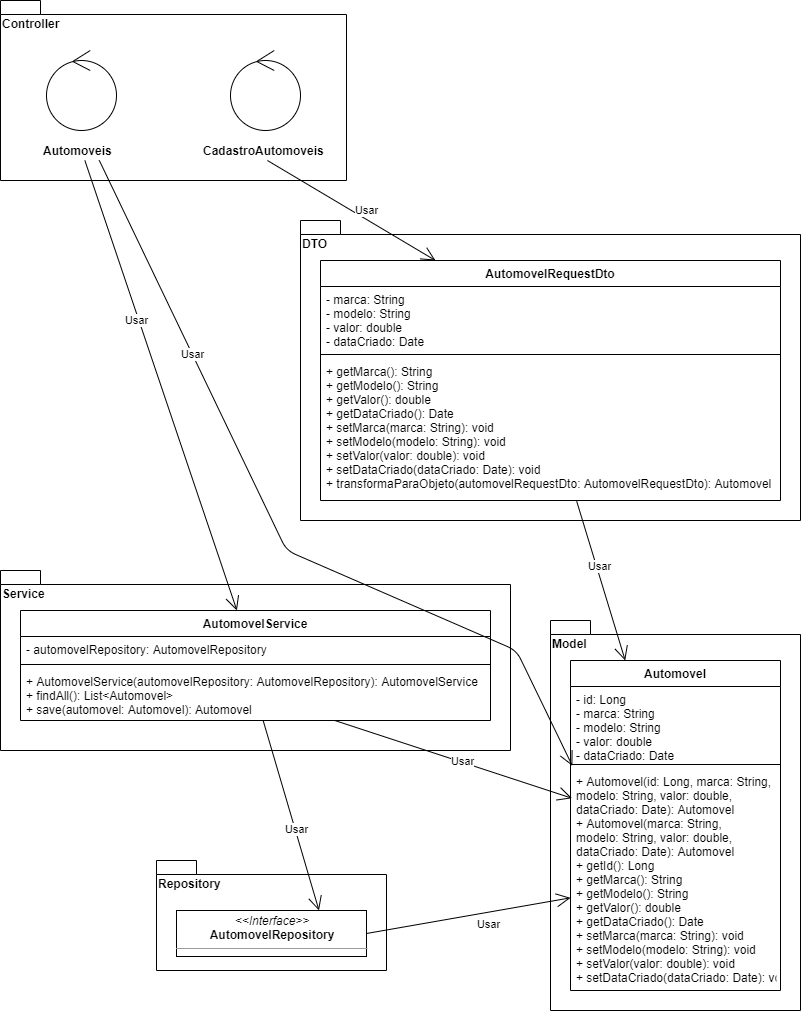 Controller
Automoveis
CadastroAutomoveis
Usar
DTO
AutomovelRequestDto
- marca: String
- modelo: String
- valor: double
- dataCriado: Date
+ getMarca(): String
+ getModelo(): String
+ getValor(): double
+ getDataCriado(): Date
+ setMarca(marca: String): void
+ setModelo(modelo: String): void
+ setValor(valor: double): void
+ setDataCriado(dataCriado: Date): void
+ transformaParaObjeto(automovelRequestDto: AutomovelRequestDto): Automovel
Usar
Usar
Usar
Service
AutomovelService
- automovelRepository: AutomovelRepository
+ AutomovelService(automovelRepository: AutomovelRepository): AutomovelService
+ findAll(): List<Automovel>
+ save(automovel: Automovel): Automovel
Usar
Usar
Model
Automovel
- id: Long
- marca: String
- modelo: String
- valor: double
- dataCriado: Date
+ Automovel(id: Long, marca: String,
modelo: String, valor: double,
dataCriado: Date): Automovel
+ Automovel(marca: String,
modelo: String, valor: double,
dataCriado: Date): Automovel
+ getId(): Long
+ getMarca(): String
+ getModelo(): String
+ getValor(): double
+ getDataCriado(): Date
+ setMarca(marca: String): void
+ setModelo(modelo: String): void
+ setValor(valor: double): void
+ setDataCriado(dataCriado: Date):
Repository
<<Interface>>
AutomovelRepository
Usar